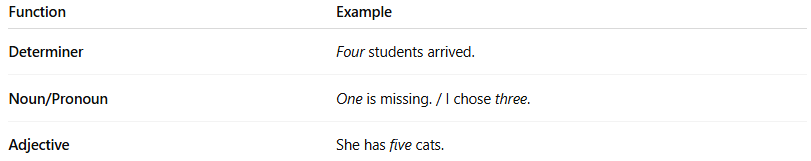 Function Example
Determiner Four students arrived.
Noun/Pronoun One is missing. / I chose three.
Adjective She has five cats.